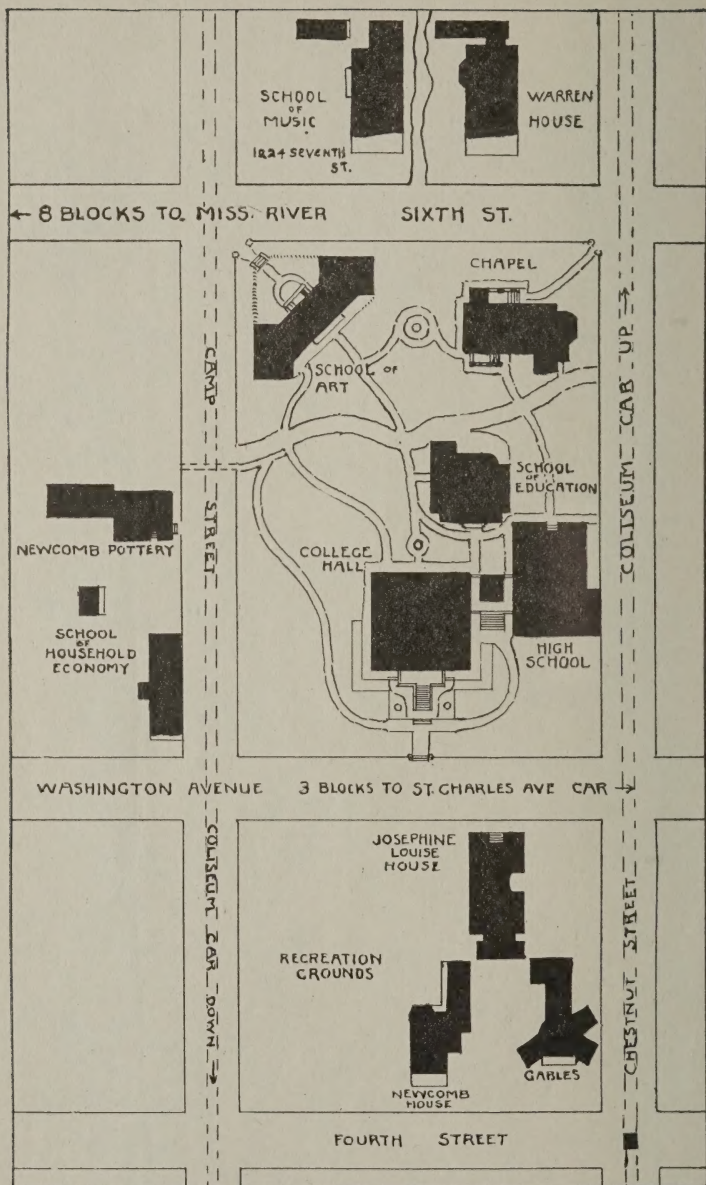 SCHOOL
OF
MUSIC
1224 SEVENTH
ST.
WARREN
HOUSE
← 8 BLOCKS TO MISS. RIVER
SIXTH ST.
CHAPEL
SCHOOL OF
ART
SCHOOL
OF
EDUCATION
CAMP STREET
COLISEUM CAR UP →
NEWCOMB POTTERY
COLLEGE
HALL
SCHOOL
OF
HOUSEHOLD
ECONOMY
HIGH
SCHOOL
WASHINGTON AVENUE 3 BLOCKS TO ST. CHARLES AVE CAR →
JOSEPHINE
LOUISE
HOUSE
COLISEUM CAR DOWN →
CHESTNUT STREET
RECREATION
GROUNDS
NEWCOMB
HOUSE
GABLES
FOURTH STREET